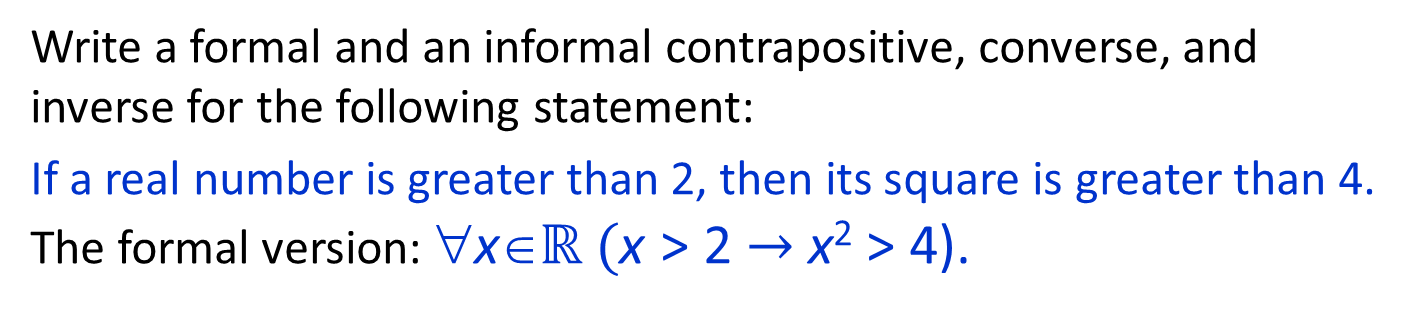 Write a formal and an informal contrapositive, converse, and
inverse for the following statement:
If a real number is greater than 2, then its square is greater than 4.
The formal version: ∀x∈ℝ (x > 2 → x² > 4).